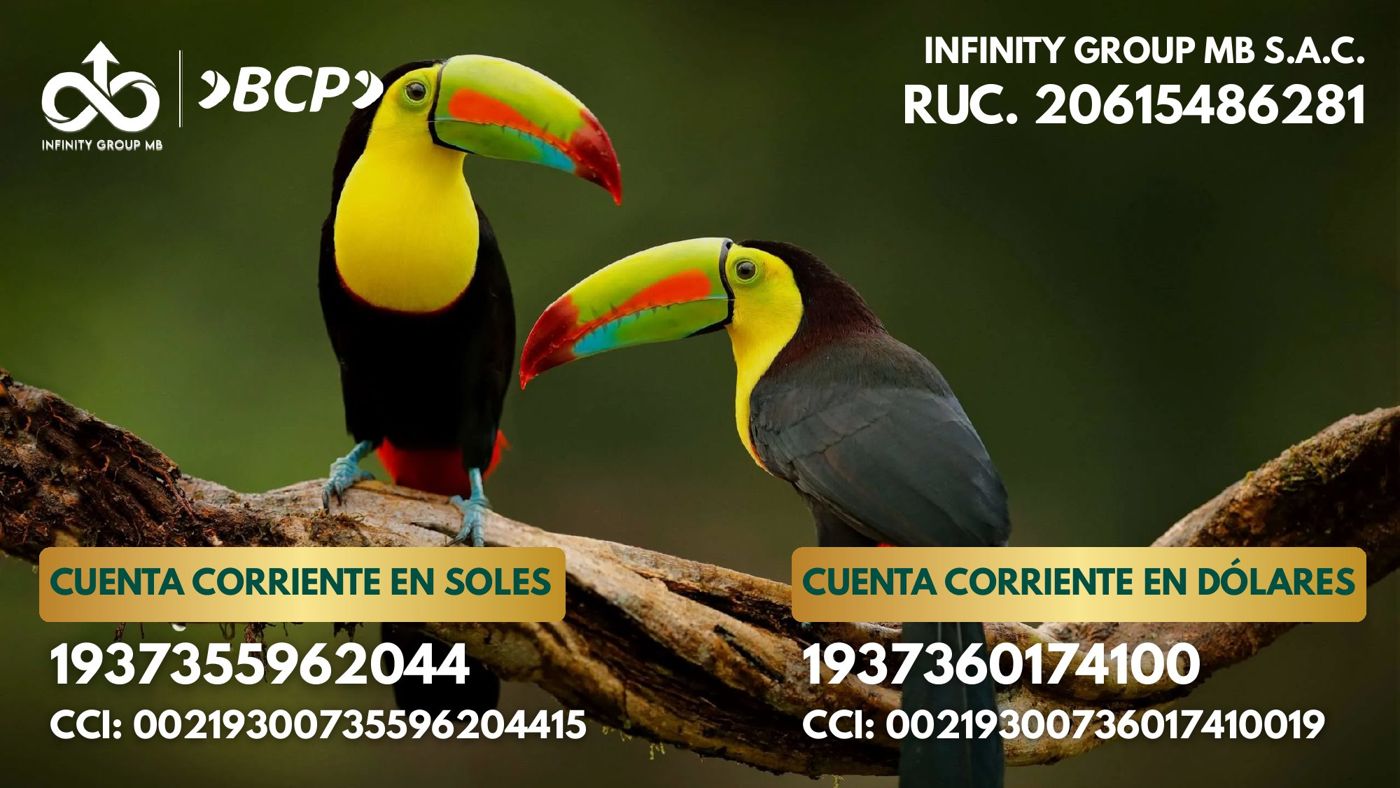 INFINITY GROUP MB
BCP
INFINITY GROUP MB S.A.C.
RUC. 20615486281
CUENTA CORRIENTE EN SOLES
1937355962044
CCI: 00219300735596204415
CUENTA CORRIENTE EN DÓLARES
1937360174100
CCI: 00219300736017410019